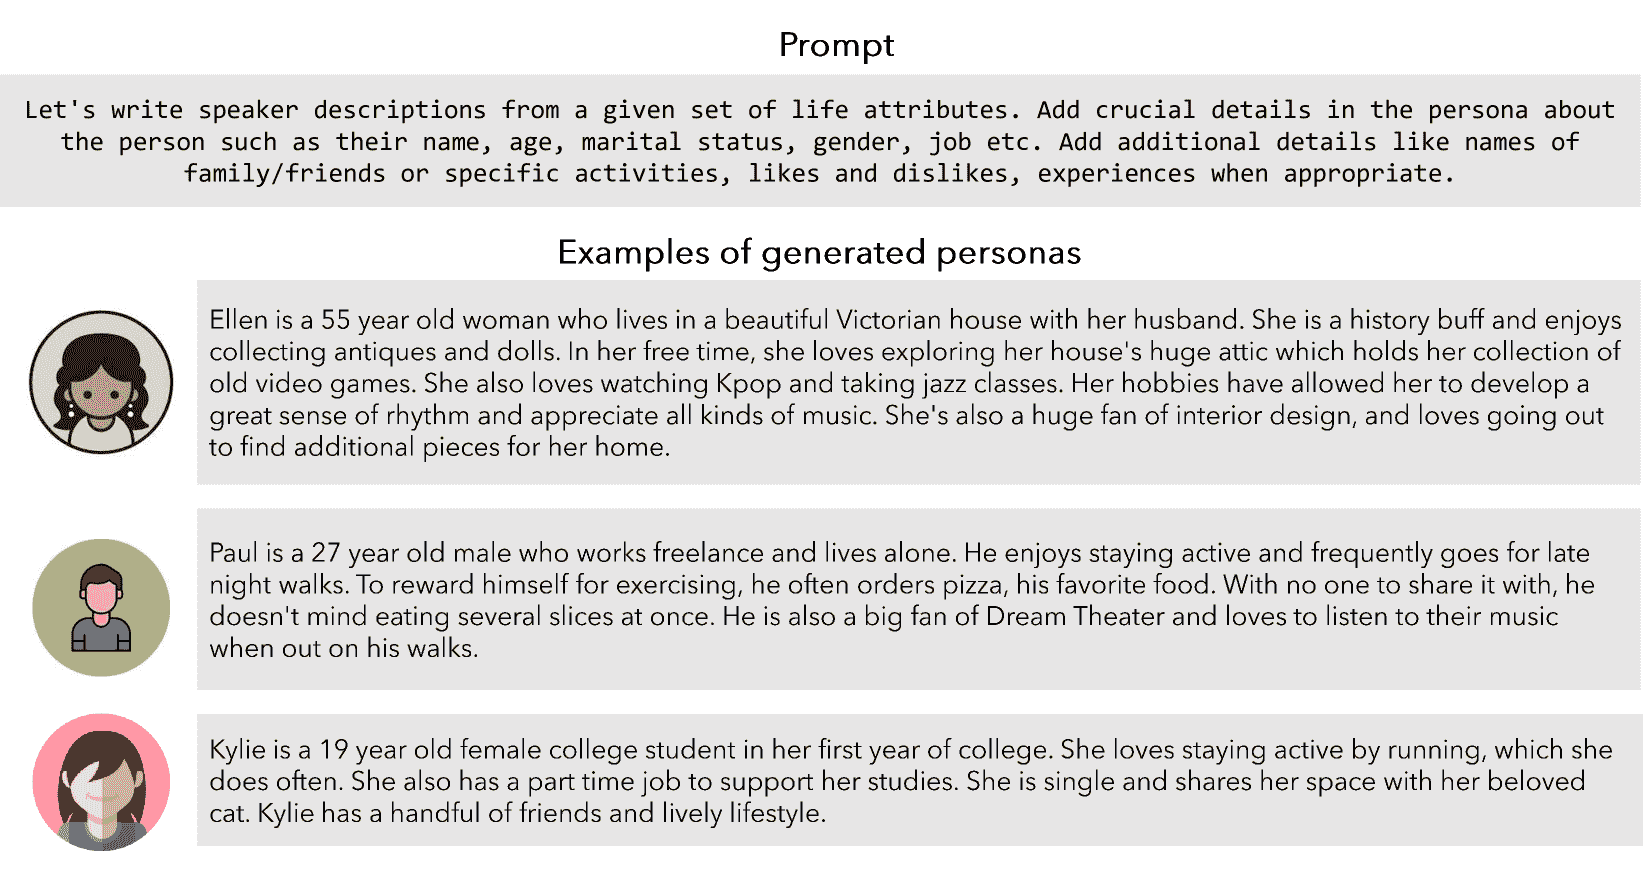 Prompt
Let's write speaker descriptions from a given set of life attributes. Add crucial details in the persona about
the person such as their name, age, marital status, gender, job etc. Add additional details like names of
family/friends or specific activities, likes and dislikes, experiences when appropriate.
Examples of generated personas
Ellen is a 55 year old woman who lives in a beautiful Victorian house with her husband. She is a history buff and enjoys
collecting antiques and dolls. In her free time, she loves exploring her house's huge attic which holds her collection of
old video games. She also loves watching Kpop and taking jazz classes. Her hobbies have allowed her to develop a
great sense of rhythm and appreciate all kinds of music. She's also a huge fan of interior design, and loves going out
to find additional pieces for her home.
Paul is a 27 year old male who works freelance and lives alone. He enjoys staying active and frequently goes for late
night walks. To reward himself for exercising, he often orders pizza, his favorite food. With no one to share it with, he
doesn't mind eating several slices at once. He is also a big fan of Dream Theater and loves to listen to their music
when out on his walks.
Kylie is a 19 year old female college student in her first year of college. She loves staying active by running, which she
does often. She also has a part time job to support her studies. She is single and shares her space with her beloved
cat. Kylie has a handful of friends and lively lifestyle.